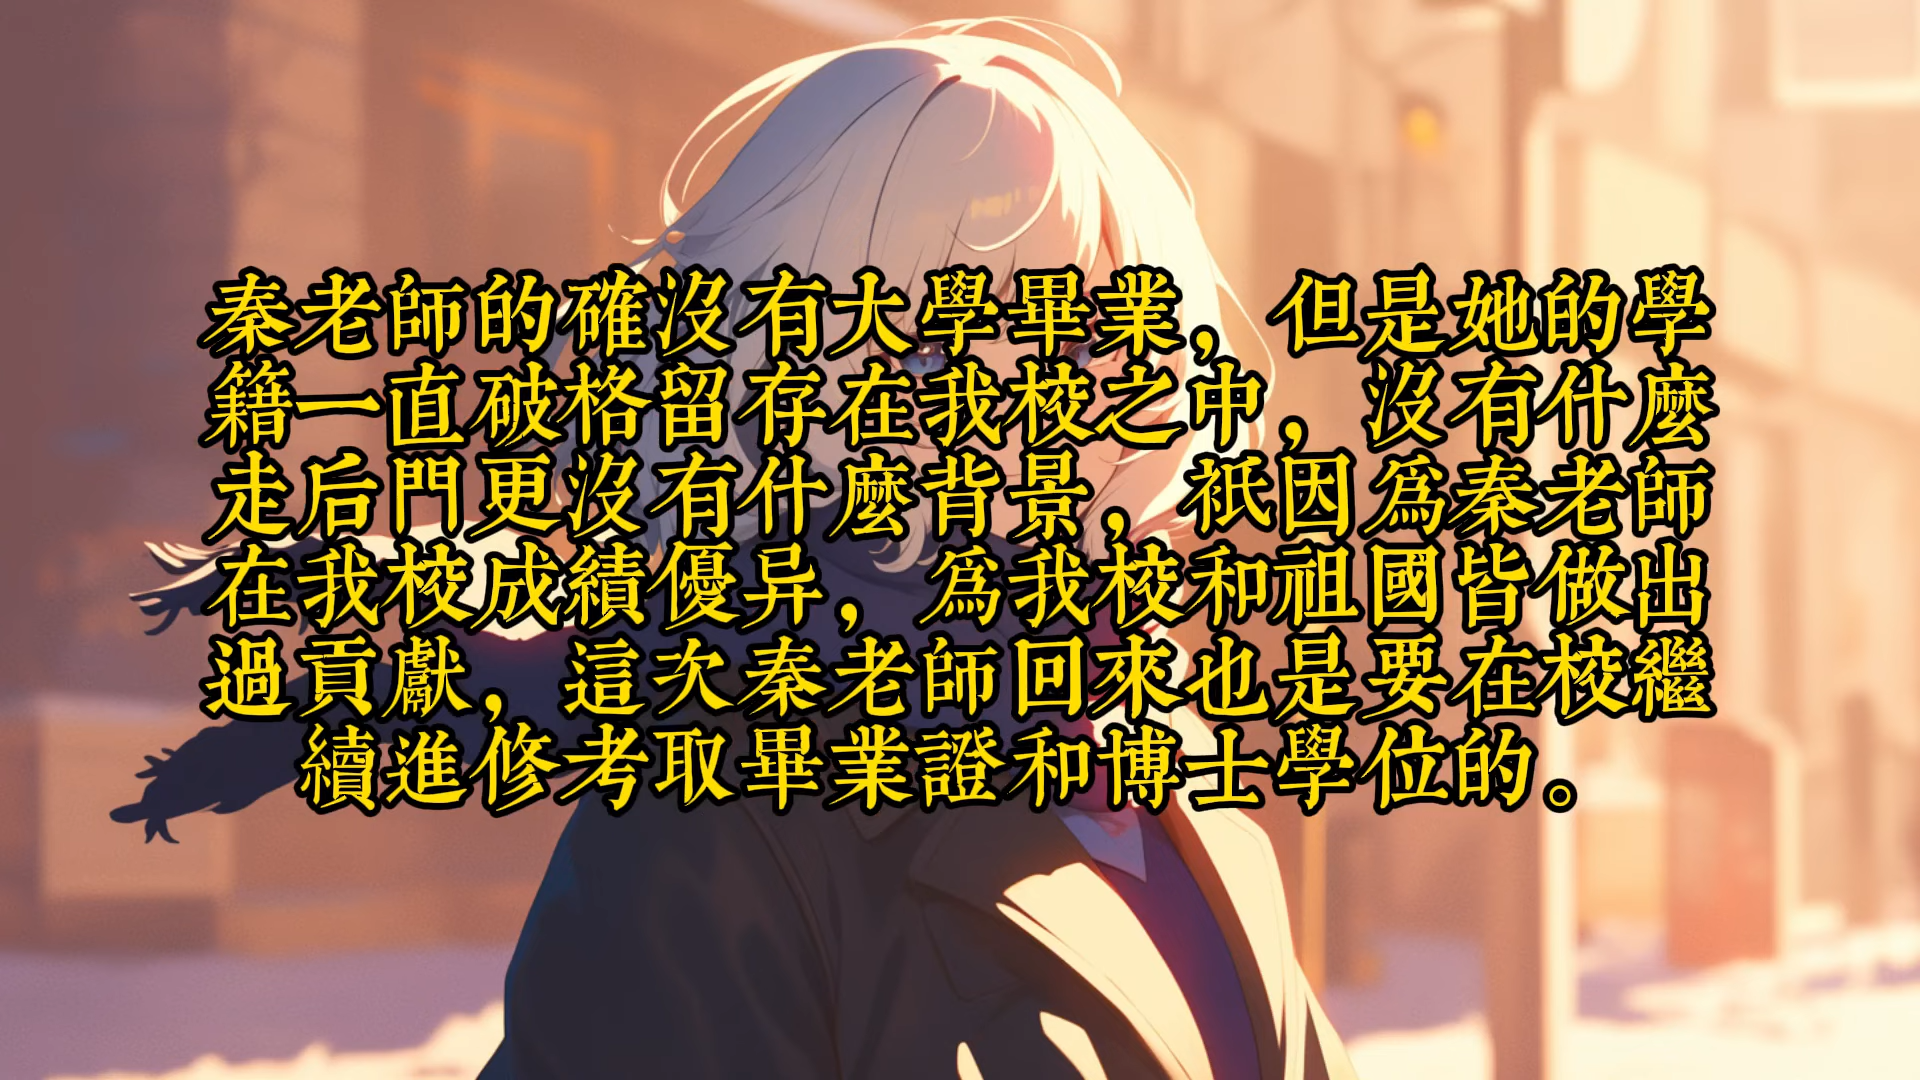 秦老師的確沒有大學畢業，但是她的學
籍一直破格留存在我校之中，沒有什麼
走后門更沒有什麼背景，衹因爲秦老師
在我校成績優异，爲我校和祖國皆做出
過貢獻，這次秦老師回來也是要在校繼
續進修考取畢業證和博士學位的。